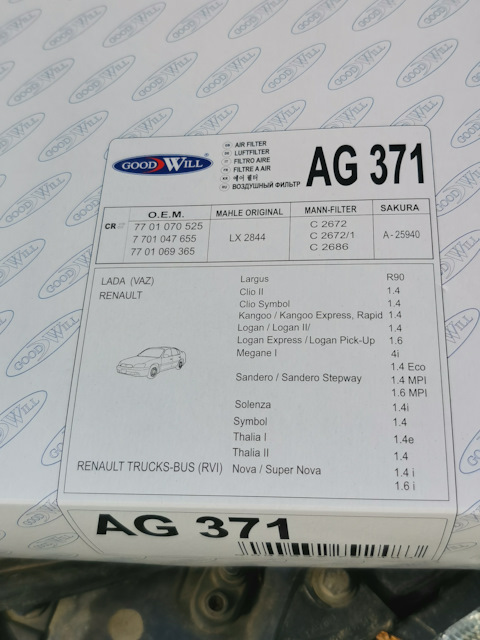 GOOD WILL
AIR FILTER
LUFTFILTER
FILTRO AIRE
FILTRE A AIR
에어 필터
ВОЗДУШНЫЙ ФИЛЬТР
AG 371
CR
O.E.M.
77 01 070 525
7 701 047 655
77 01 069 365
MAHLE ORIGINAL
LX 2844
MANN-FILTER
C 2672
C 2672/1
C 2686
SAKURA
A - 25940
LADA (VAZ) Largus R90
RENAULT Clio II 1.4
Clio Symbol 1.4
Kangoo / Kangoo Express, Rapid 1.4
Logan / Logan II/ 1.4
Logan Express / Logan Pick-Up 1.6
Megane I 4i
1.4 Eco
Sandero / Sandero Stepway 1.4 MPI
1.6 MPI
Solenza 1.4i
Symbol 1.4
Thalia I 1.4e
Thalia II 1.4
RENAULT TRUCKS-BUS (RVI) Nova / Super Nova 1.4 i
1.6 i
AG 371